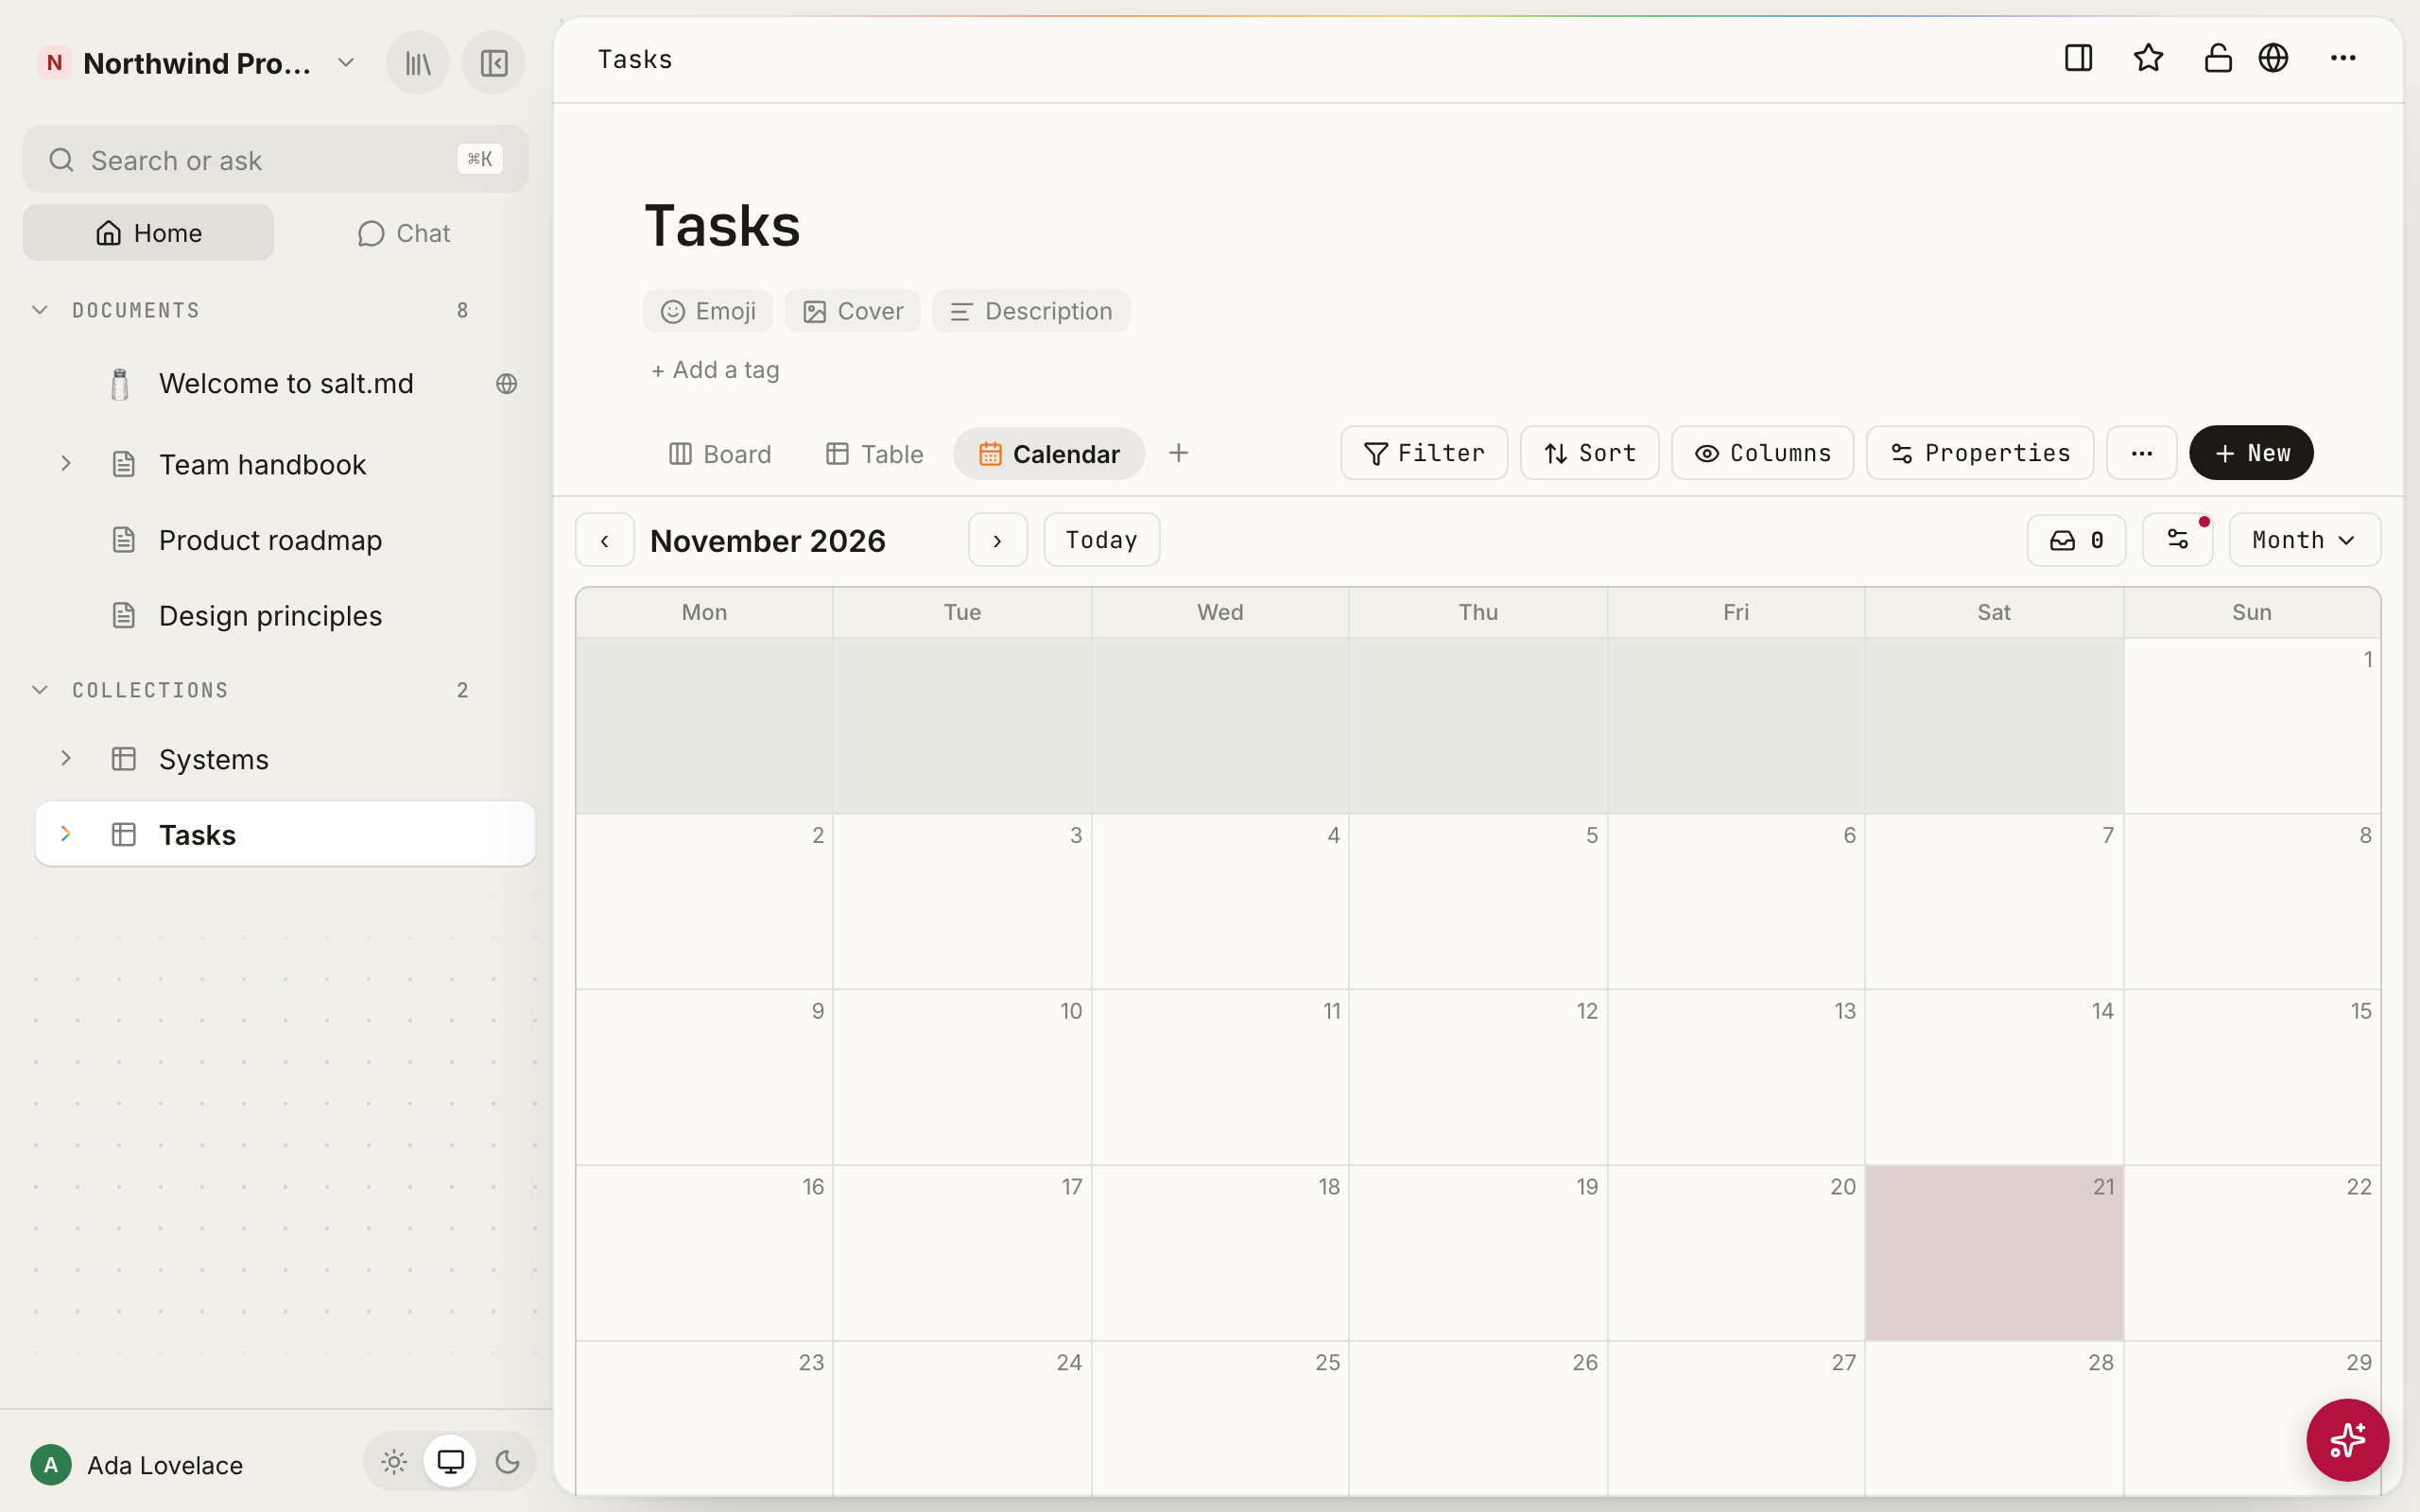 N Northwind Pro...
Search or ask ⌘K
Home Chat
DOCUMENTS 8
Welcome to salt.md
Team handbook
Product roadmap
Design principles
COLLECTIONS 2
Systems
Tasks
A Ada Lovelace
Tasks
Tasks
Emoji Cover Description
+ Add a tag
Board Table Calendar +
Filter Sort Columns Properties ... + New
‹ November 2026 › Today 0 Month
Mon Tue Wed Thu Fri Sat Sun
1
2 3 4 5 6 7 8
9 10 11 12 13 14 15
16 17 18 19 20 21 22
23 24 25 26 27 28 29